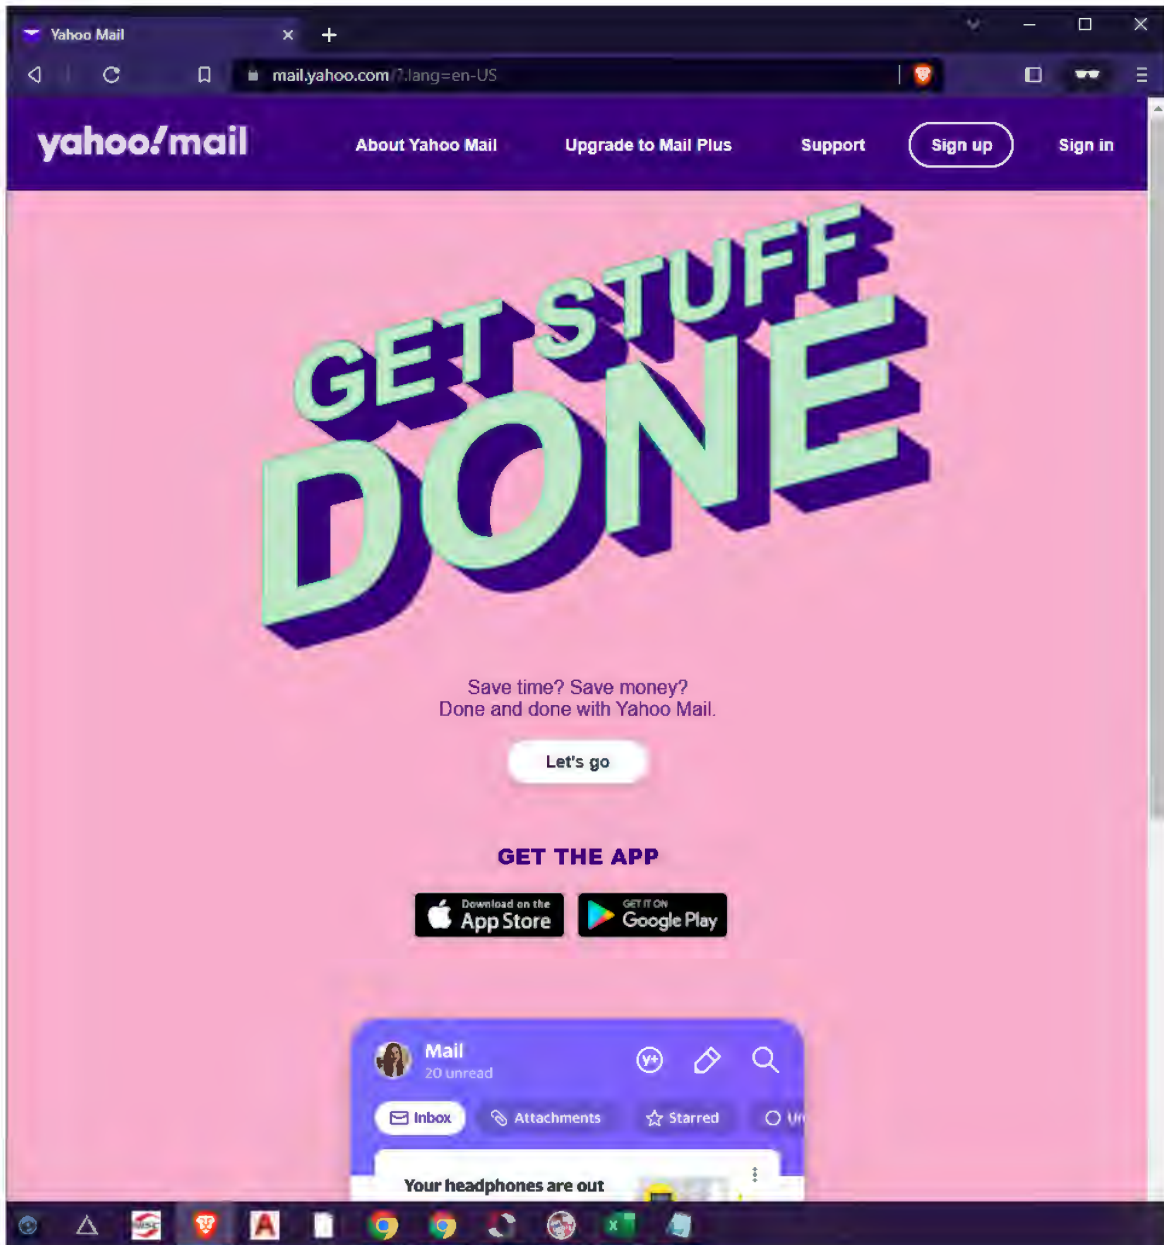 Yahoo Mail
mail.yahoo.com/?.lang=en-US
yahoo!mail
About Yahoo Mail
Upgrade to Mail Plus
Support
Sign up
Sign in
GET STUFF
DONE
Save time? Save money?
Done and done with Yahoo Mail.
Let's go
GET THE APP
Download on the
App Store
GET IT ON
Google Play
Mail
20 unread
y+
Inbox
Attachments
Starred
Your headphones are out